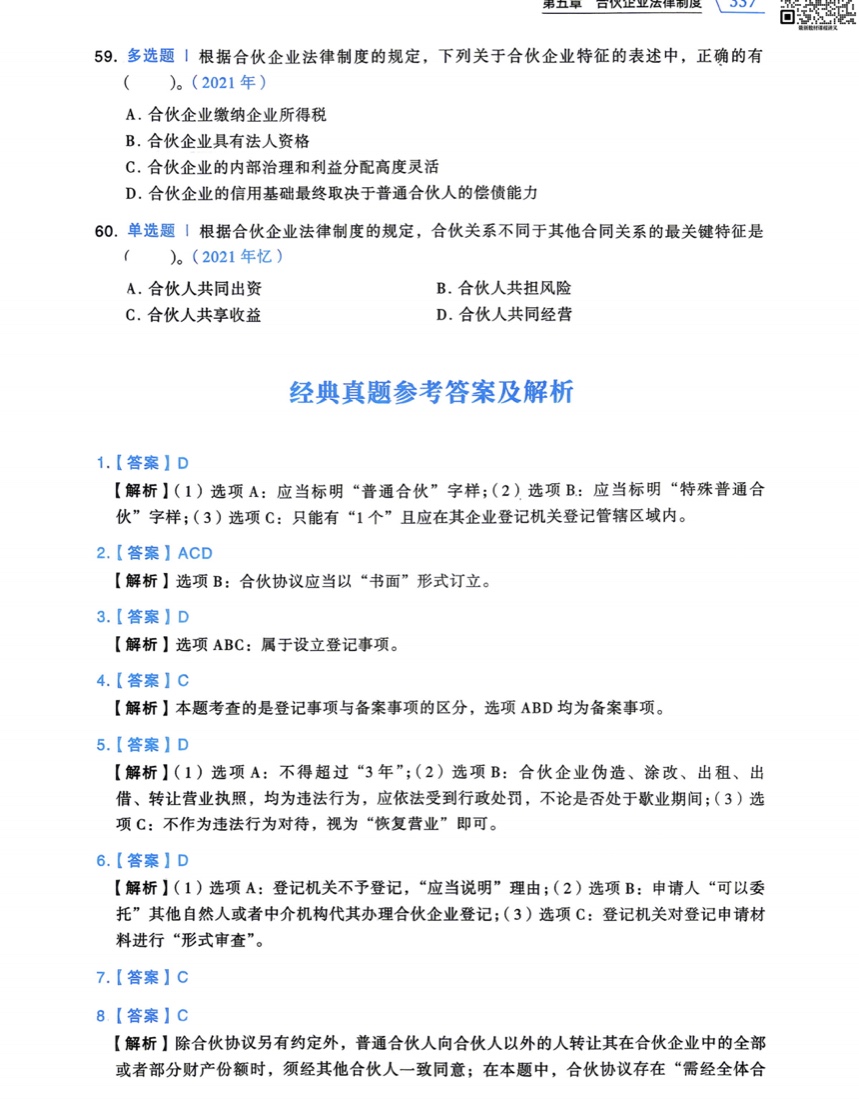 第五章 合伙企业法律制度 337
59. 多选题 | 根据合伙企业法律制度的规定，下列关于合伙企业特征的表述中，正确的有
( )。（2021 年）
A. 合伙企业缴纳企业所得税
B. 合伙企业具有法人资格
C. 合伙企业的内部治理和利益分配高度灵活
D. 合伙企业的信用基础最终取决于普通合伙人的偿债能力
60. 单选题 | 根据合伙企业法律制度的规定，合伙关系不同于其他合同关系的最关键特征是
( )。（2021 年忆）
A. 合伙人共同出资 B. 合伙人共担风险
C. 合伙人共享收益 D. 合伙人共同经营
经典真题参考答案及解析
1.【答案】D
【解析】（1）选项 A：应当标明“普通合伙”字样；（2）选项 B：应当标明“特殊普通合
伙”字样；（3）选项 C：只能有“1 个”且应在其企业登记机关登记管辖区域内。
2.【答案】ACD
【解析】选项 B：合伙协议应当以“书面”形式订立。
3.【答案】D
【解析】选项 ABC：属于设立登记事项。
4.【答案】C
【解析】本题考查的是登记事项与备案事项的区分，选项 ABD 均为备案事项。
5.【答案】D
【解析】（1）选项 A：不得超过“3 年”；（2）选项 B：合伙企业伪造、涂改、出租、出
借、转让营业执照，均为违法行为，应依法受到行政处罚，不论是否处于歇业期间；（3）选
项 C：不作为违法行为对待，视为“恢复营业”即可。
6.【答案】D
【解析】（1）选项 A：登记机关不予登记，“应当说明”理由；（2）选项 B：申请人“可以委
托”其他自然人或者中介机构代其办理合伙企业登记；（3）选项 C：登记机关对登记申请材
料进行“形式审查”。
7.【答案】C
8.【答案】C
【解析】除合伙协议另有约定外，普通合伙人向合伙人以外的人转让其在合伙企业中的全部
或者部分财产份额时，须经其他合伙人一致同意；在本题中，合伙协议存在“需经全体合